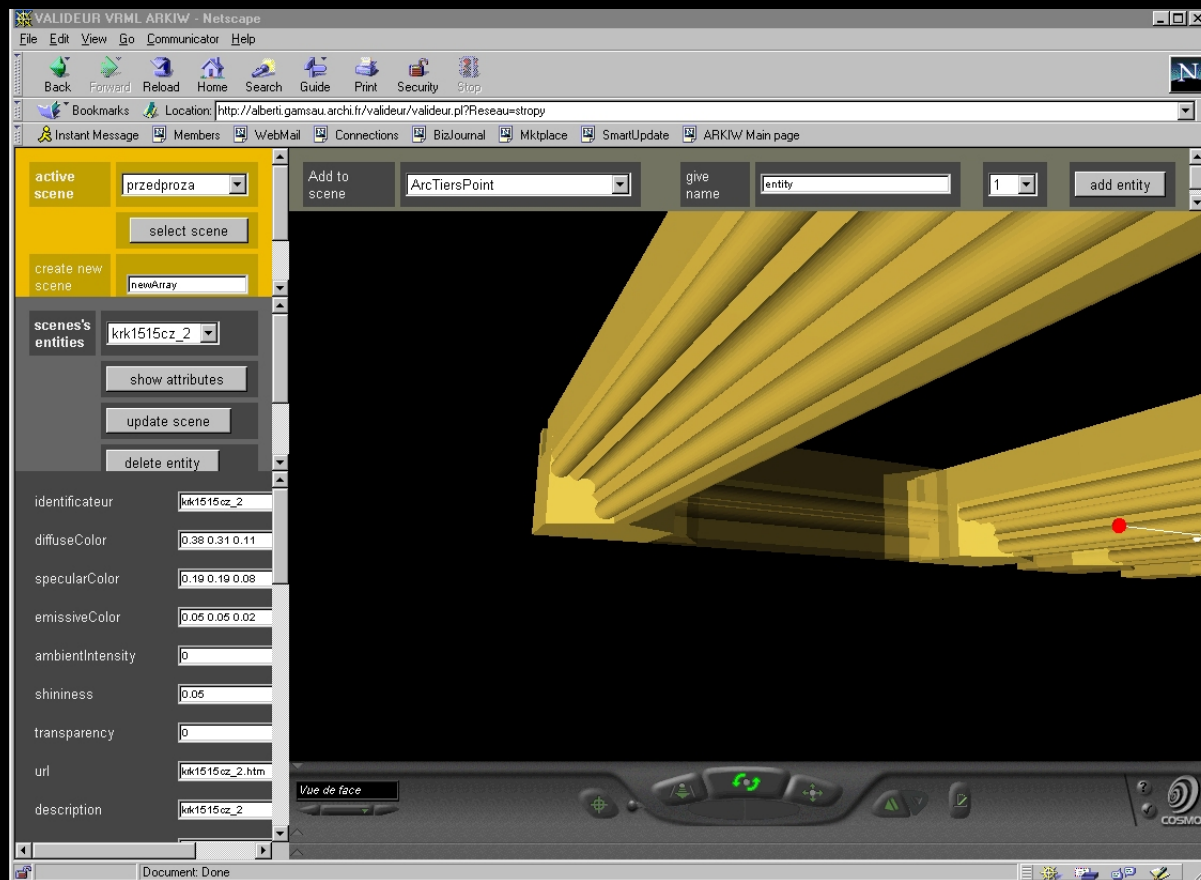 VALIDEUR VRML ARKIW - Netscape
File Edit View Go Communicator Help
Back Forward Reload Home Search Guide Print Security Stop
N
Bookmarks Location: http://alberti.gamsau.archi.fr/valideur/valideur.pl?Reseau=stropy
Instant Message Members WebMail Connections BizJournal Mktplace SmartUpdate ARKIW Main page
active scene przedproza
select scene
create new scene newArray
Add to scene ArcTiersPoint give name entity 1 add entity
scenes's entities krk1515cz_2
show attributes
update scene
delete entity
identificateur krk1515cz_2
diffuseColor 0.38 0.31 0.11
specularColor 0.19 0.19 0.08
emissiveColor 0.05 0.05 0.02
ambientIntensity 0
shininess 0.05
transparency 0
url krk1515cz_2.htm
description krk1515cz_2
Vue de face
? COSMO
Document: Done